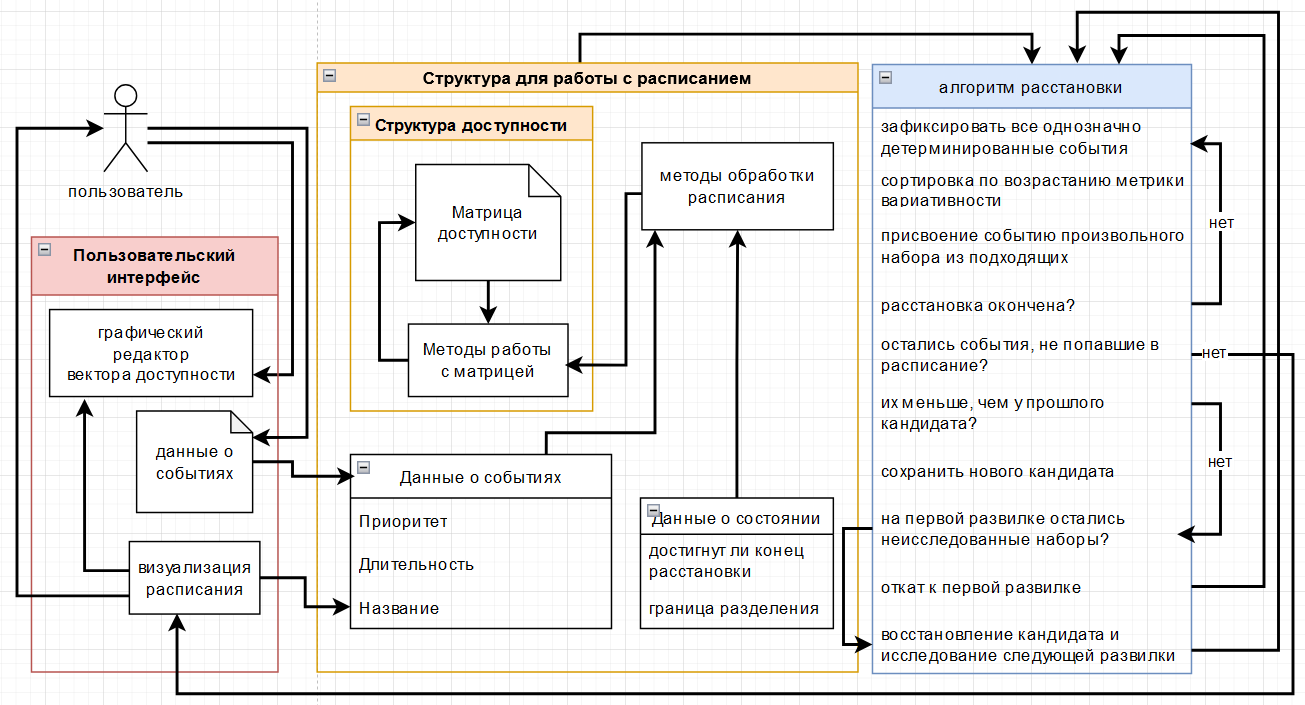 пользователь
Пользовательский
интерфейс
графический
редактор
вектора доступности
данные о
событиях
визуализация
расписания
Структура для работы с расписанием
Структура доступности
Матрица
доступности
Методы работы
с матрицей
методы обработки
расписания
Данные о событиях
Приоритет
Длительность
Название
Данные о состоянии
достигнут ли конец
расстановки
граница разделения
алгоритм расстановки
зафиксировать все однозначно
детерминированные события
сортировка по возрастанию метрики
вариативности
присвоение событию произвольного
набора из подходящих
нет
расстановка окончена?
остались события, не попавшие в
расписание?
нет
их меньше, чем у прошлого
кандидата?
нет
сохранить нового кандидата
на первой развилке остались
неисследованные наборы?
откат к первой развилке
восстановление кандидата и
исследование следующей развилки